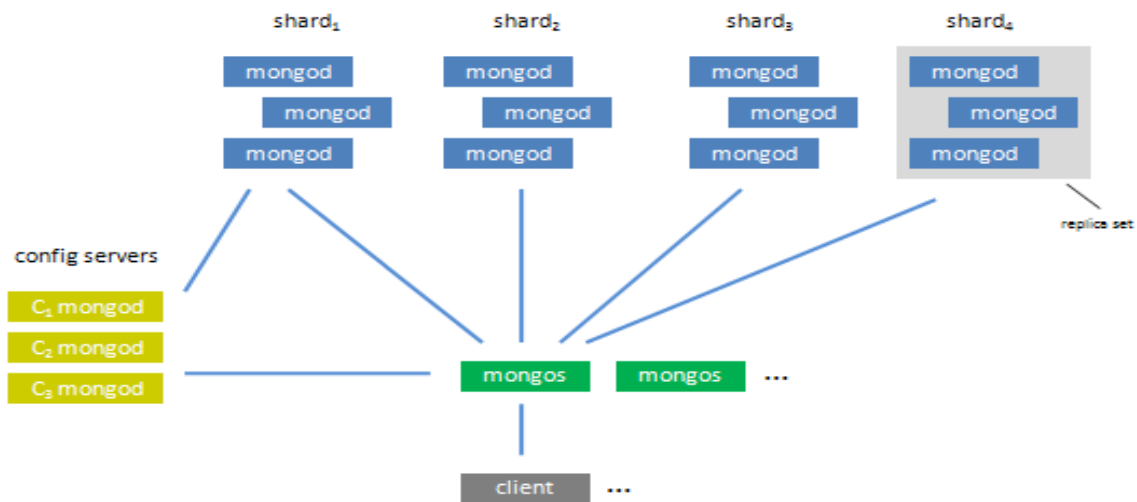 shard₁ shard₂ shard₃ shard₄
mongod mongod mongod mongod
mongod mongod mongod mongod
mongod mongod mongod mongod
replica set
config servers
C₁ mongod
C₂ mongod
C₃ mongod
mongos mongos ...
client ...